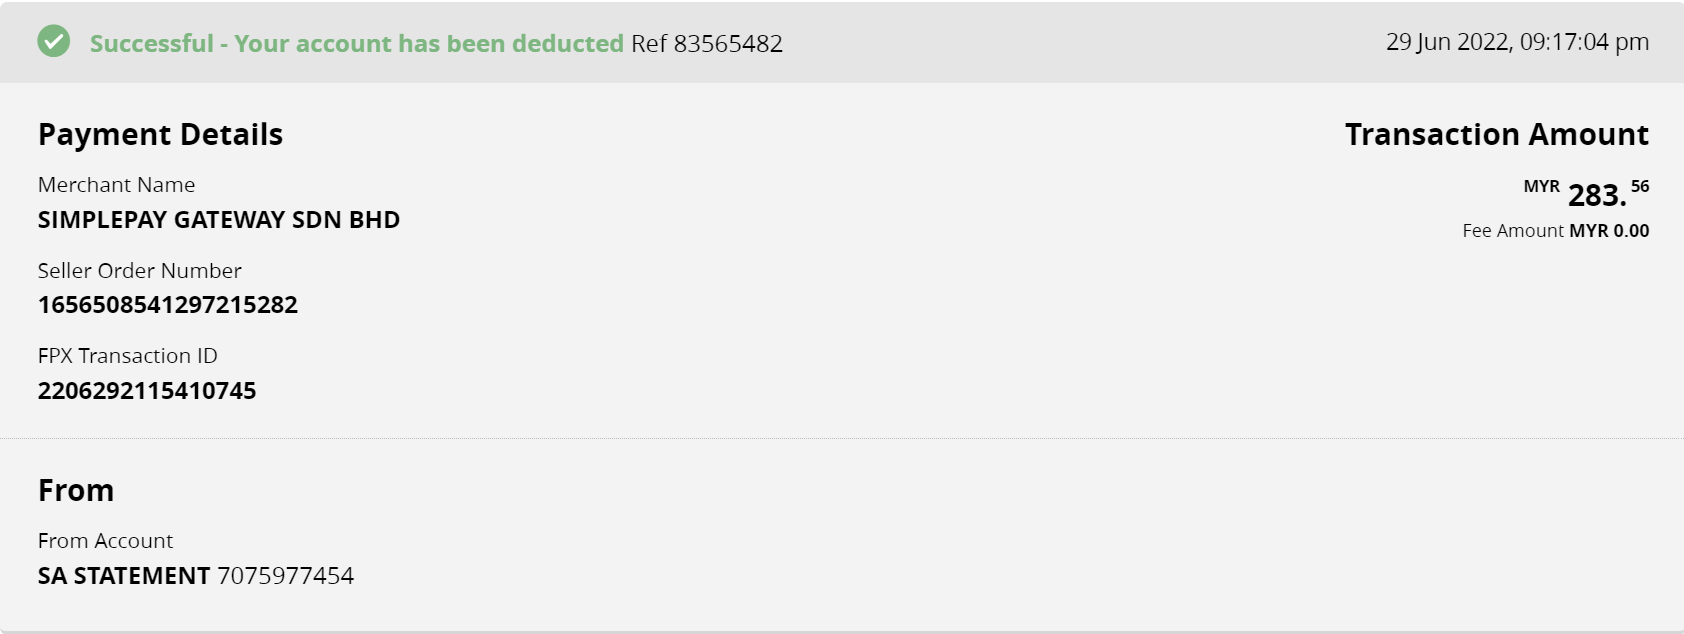 Successful - Your account has been deducted Ref 83565482
29 Jun 2022, 09:17:04 pm
Payment Details
Transaction Amount
Merchant Name
SIMPLEPAY GATEWAY SDN BHD
MYR 283.56
Fee Amount MYR 0.00
Seller Order Number
1656508541297215282
FPX Transaction ID
2206292115410745
From
From Account
SA STATEMENT 7075977454